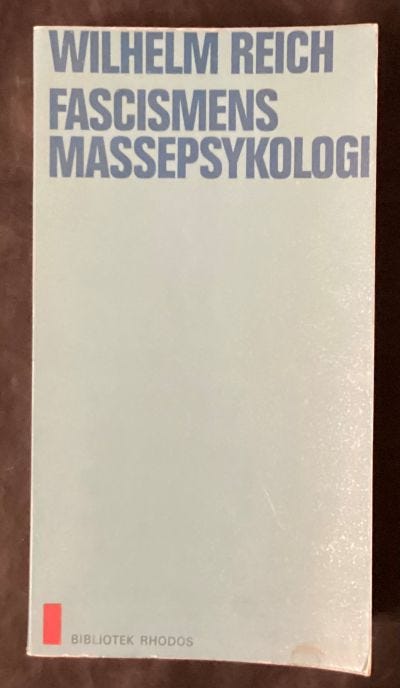 WILHELM REICH
FASCISMENS
MASSEPSYKOLOGI
BIBLIOTEK RHODOS